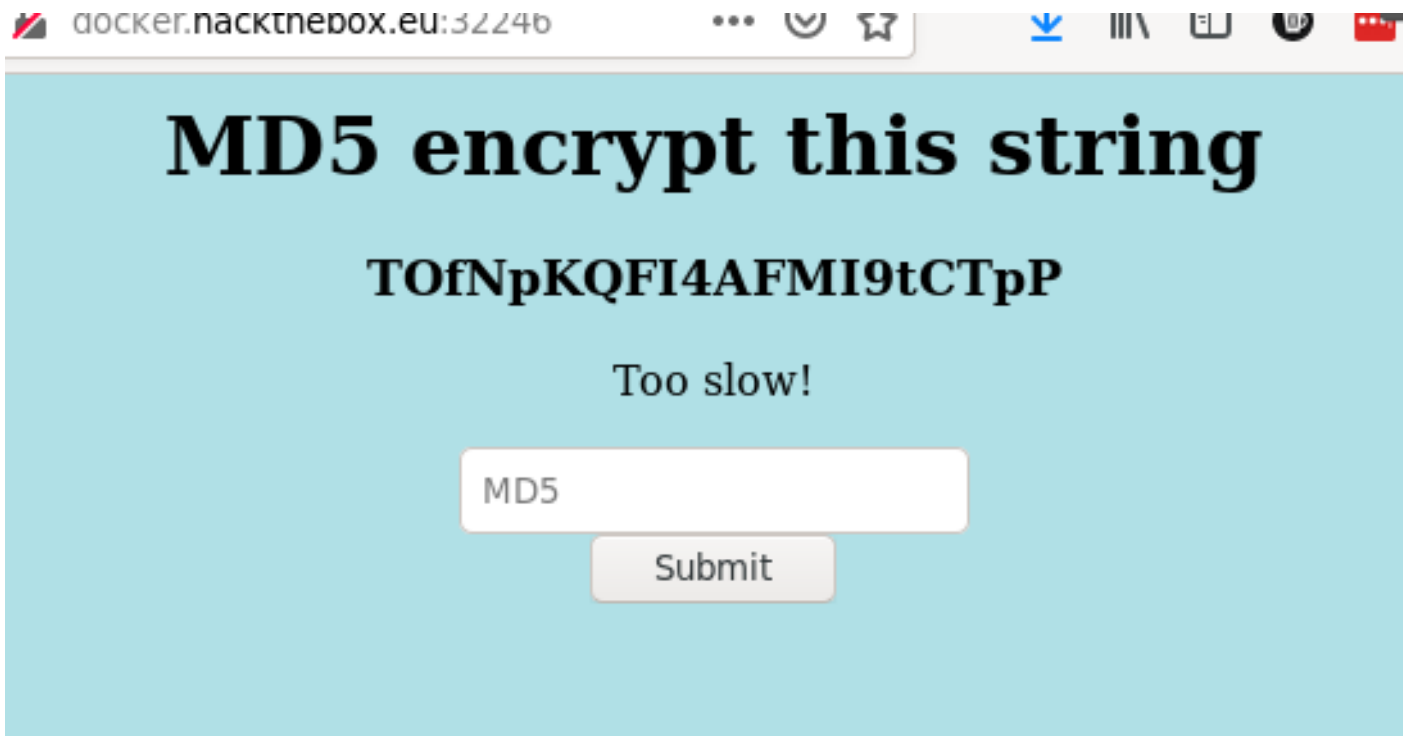 docker.hackthebox.eu:32246
MD5 encrypt this string
TOfNpKQFI4AFMI9tCTpP
Too slow!
MD5
Submit